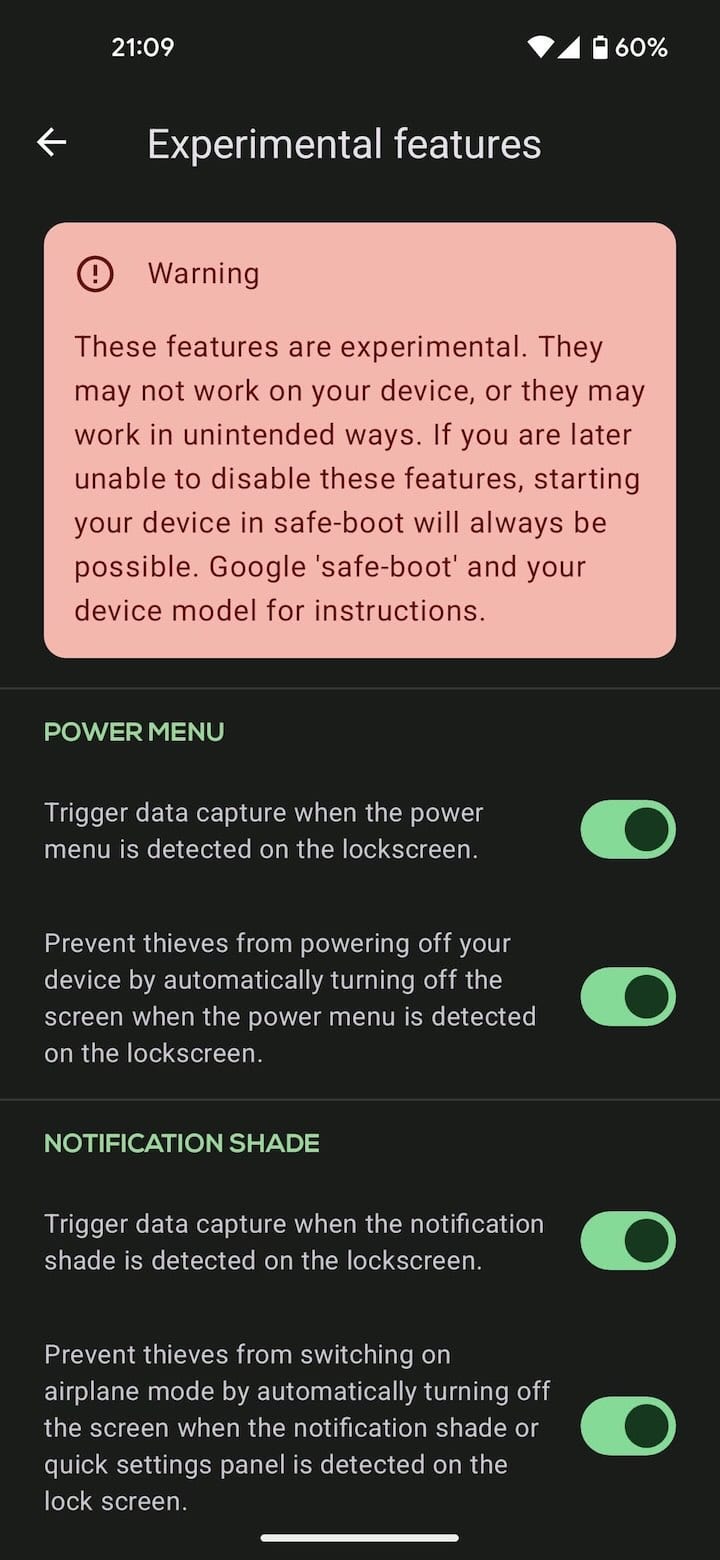 21:09
60%
Experimental features
Warning
These features are experimental. They
may not work on your device, or they may
work in unintended ways. If you are later
unable to disable these features, starting
your device in safe-boot will always be
possible. Google 'safe-boot' and your
device model for instructions.
POWER MENU
Trigger data capture when the power
menu is detected on the lockscreen.
Prevent thieves from powering off your
device by automatically turning off the
screen when the power menu is detected
on the lockscreen.
NOTIFICATION SHADE
Trigger data capture when the notification
shade is detected on the lockscreen.
Prevent thieves from switching on
airplane mode by automatically turning off
the screen when the notification shade or
quick settings panel is detected on the
lock screen.